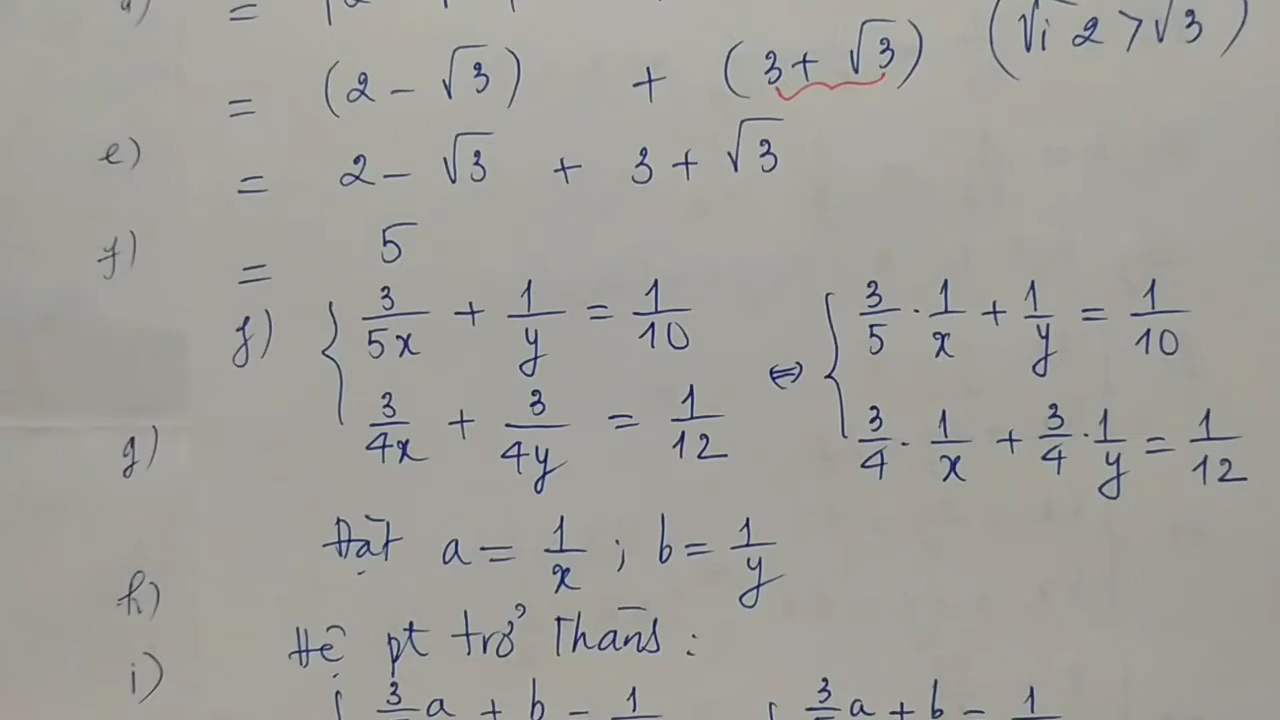 = (2 - √3) + (3 + √3) (Vì 2 > √3)
e)
= 2 - √3 + 3 + √3
f)
= 5
f) { 3/5x + 1/y = 1/10 ⇔ { 3/5 · 1/x + 1/y = 1/10
3/4x + 3/4y = 1/12 3/4 · 1/x + 3/4 · 1/y = 1/12
g)
Đặt a = 1/x ; b = 1/y
h)
Hệ pt trở thành :
i)